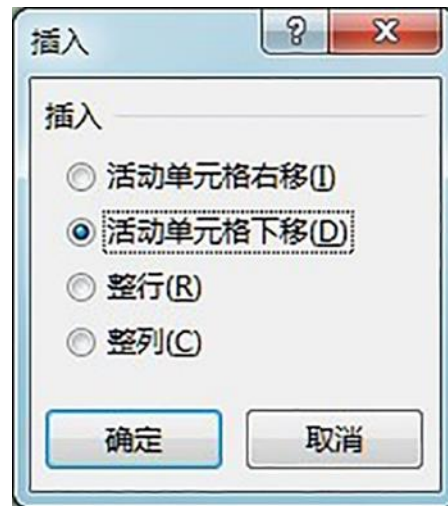 插入
插入
活动单元格右移(I)
活动单元格下移(D)
整行(R)
整列(C)
确定
取消